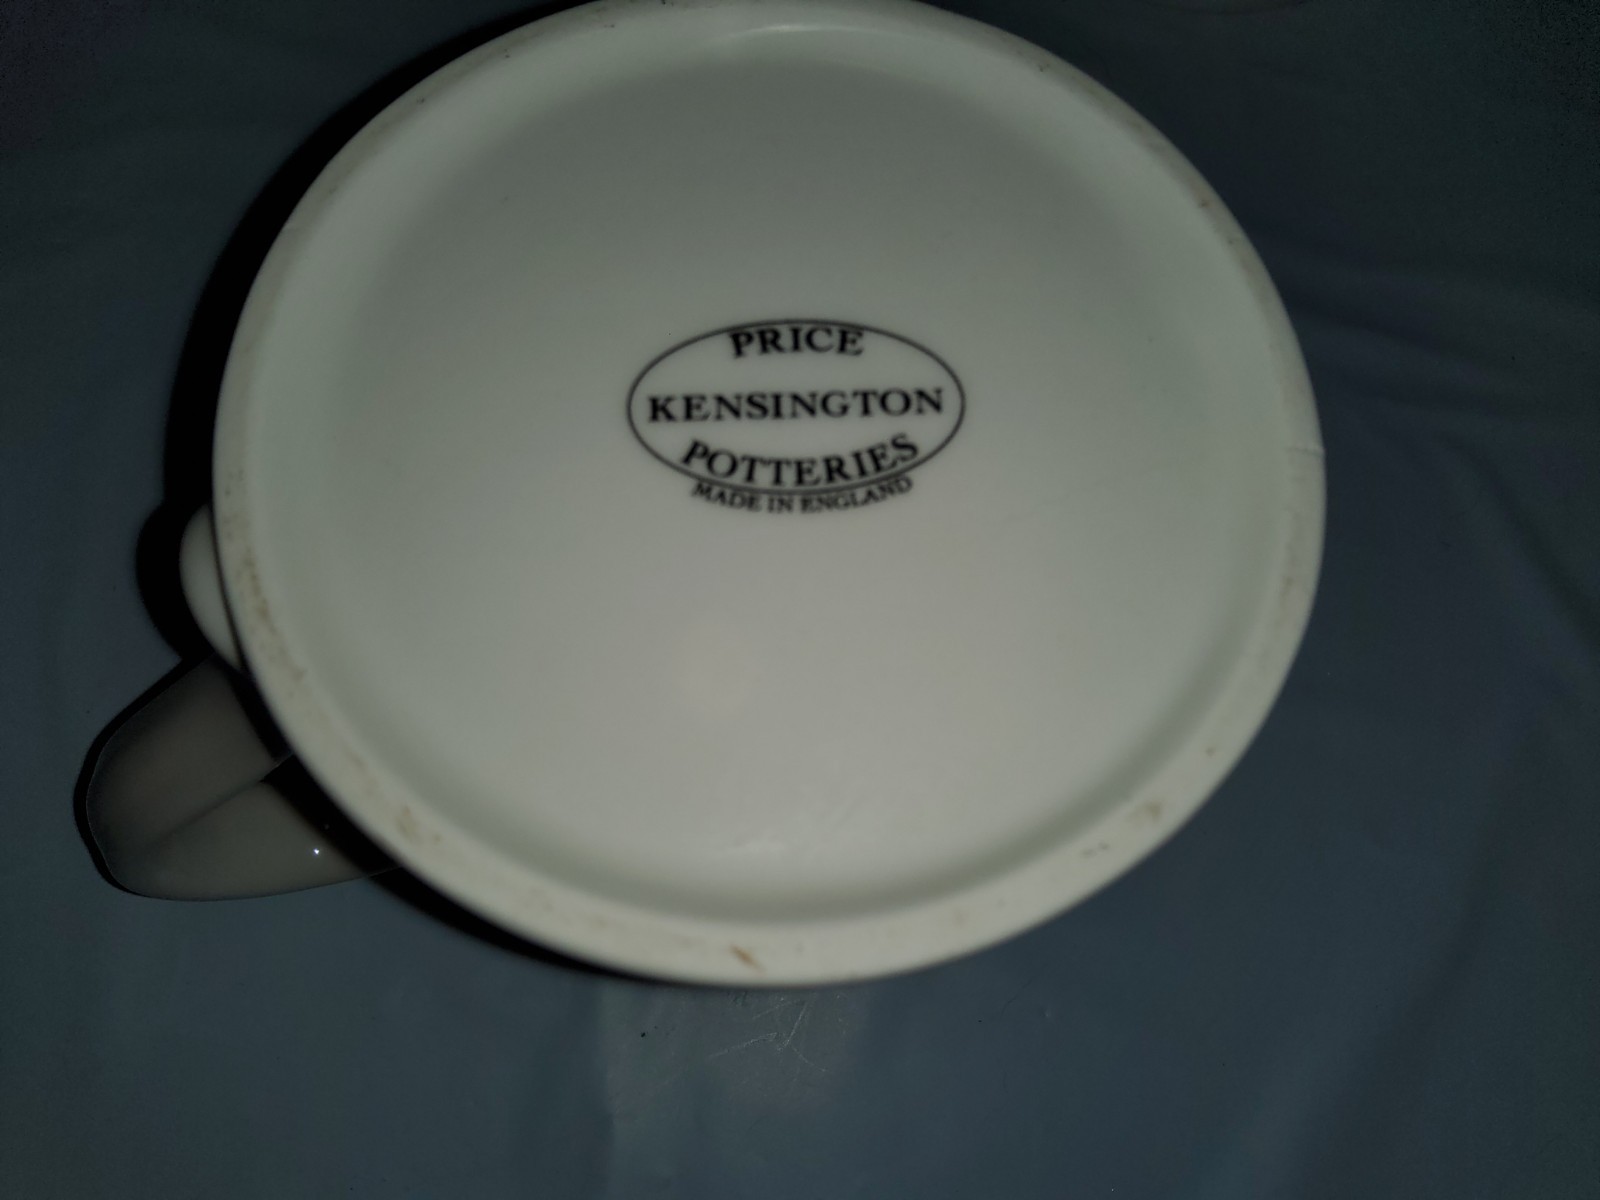 PRICE
KENSINGTON
POTTERIES
MADE IN ENGLAND